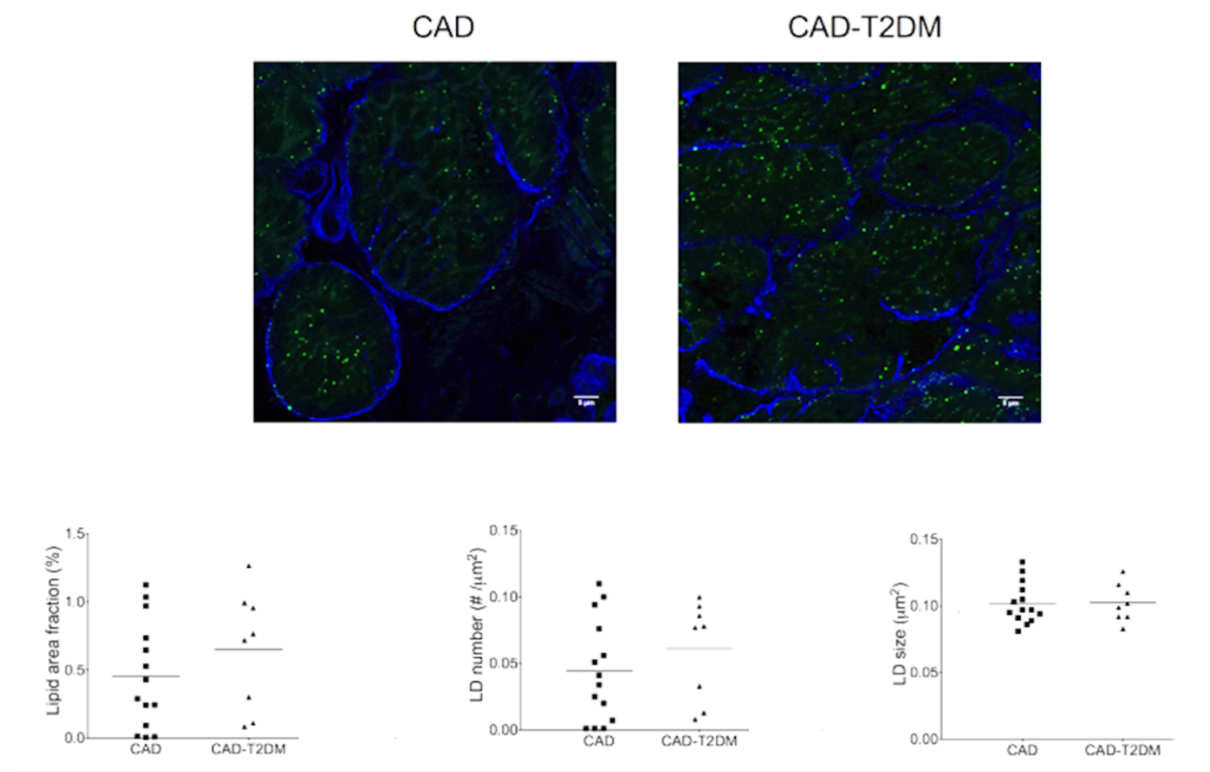 CAD
CAD-T2DM
5 µm
5 µm
Lipid area fraction (%)
1.5
1.0
0.5
0.0
CAD
CAD-T2DM
LD number (# /µm²)
0.15
0.10
0.05
0.00
CAD
CAD-T2DM
LD size (µm²)
0.15
0.10
0.05
0.00
CAD
CAD-T2DM